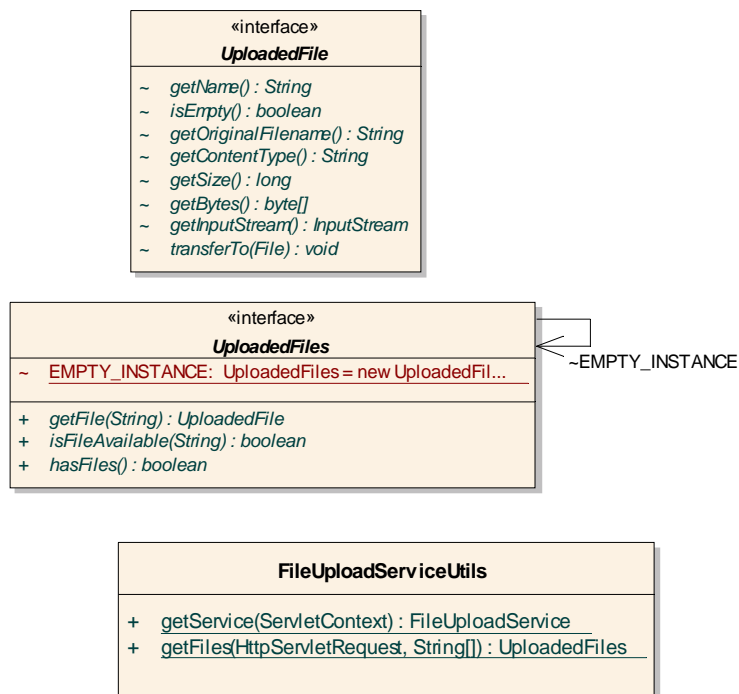 «interface»
UploadedFile
~ getName() : String
~ isEmpty() : boolean
~ getOriginalFilename() : String
~ getContentType() : String
~ getSize() : long
~ getBytes() : byte[]
~ getInputStream() : InputStream
~ transferTo(File) : void
«interface»
UploadedFiles
~ EMPTY_INSTANCE: UploadedFiles = new UploadedFil...
~EMPTY_INSTANCE
+ getFile(String) : UploadedFile
+ isFileAvailable(String) : boolean
+ hasFiles() : boolean
FileUploadServiceUtils
+ getService(ServletContext) : FileUploadService
+ getFiles(HttpServletRequest, String[]) : UploadedFiles